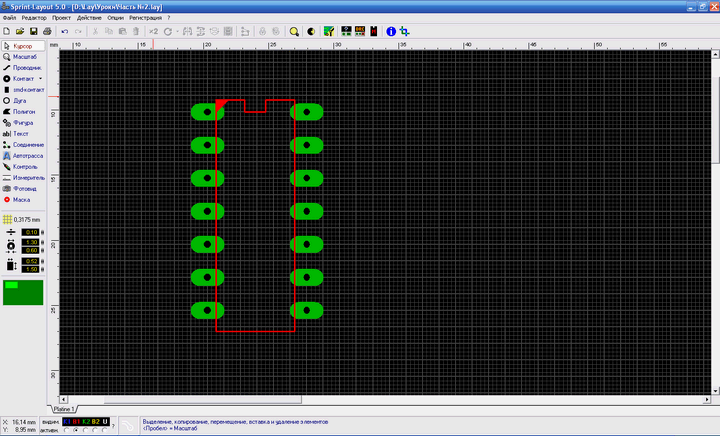 Sprint-Layout 5.0 - [D:\Lay\Уроки\Часть №2.lay]
Файл Редактор Проект Действие Опции Регистрация ?
×2
mm 10 15 20 25 30 35 40 45 50 55
Курсор
Масштаб
Проводник
Контакт
smd-контакт
Дуга
Полигон
Фигура
ab| Текст
Соединение
Автотрасса
Контроль
Измеритель
Фотовид
Маска
0,3175 mm
0.10
1.30
0.60
0.52
1.50
10
15
20
25
30
Platine 1
X: 16.14 mm
Y: 8.95 mm
видим. K2 B2 U ?
активн.
Выделение, копирование, перемещение, вставка и удаление элементов
<Пробел> = Масштаб